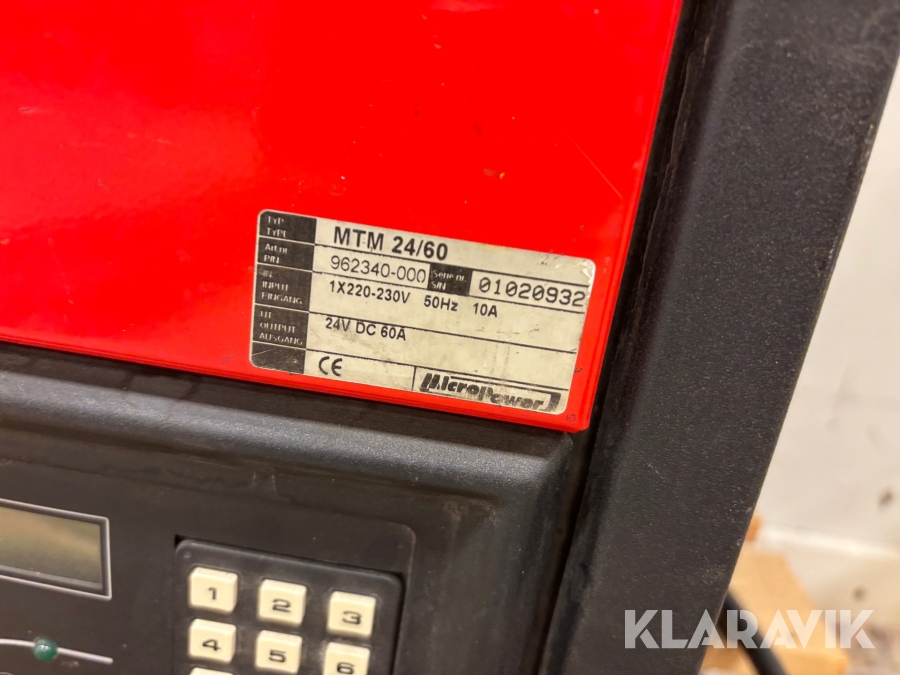 TYP
TYPE
MTM 24/60
Art.nr.
P/N
962340-000
Serie nr.
S/N
01020932
IN
INPUT
EINGANG
1X220-230V 50Hz 10A
UT
OUTPUT
AUSGANG
24V DC 60A
CE
MicroPower
1 2 3
4 5 6
KLARAVIK